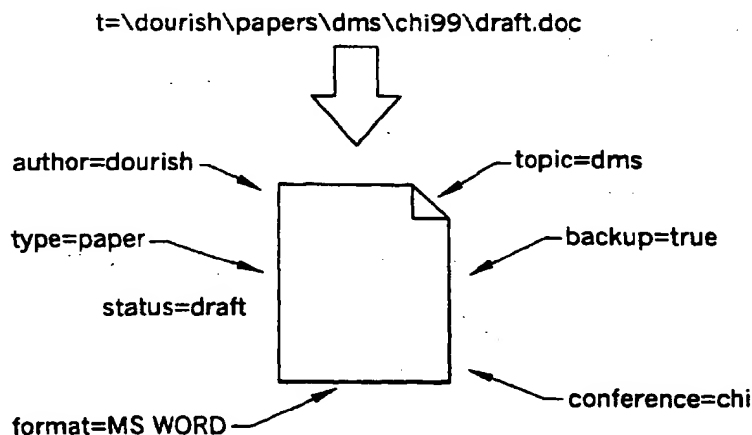 t=\dourish\papers\dms\chi99\draft.doc
author=dourish
topic=dms
type=paper
backup=true
status=draft
conference=chi
format=MS WORD